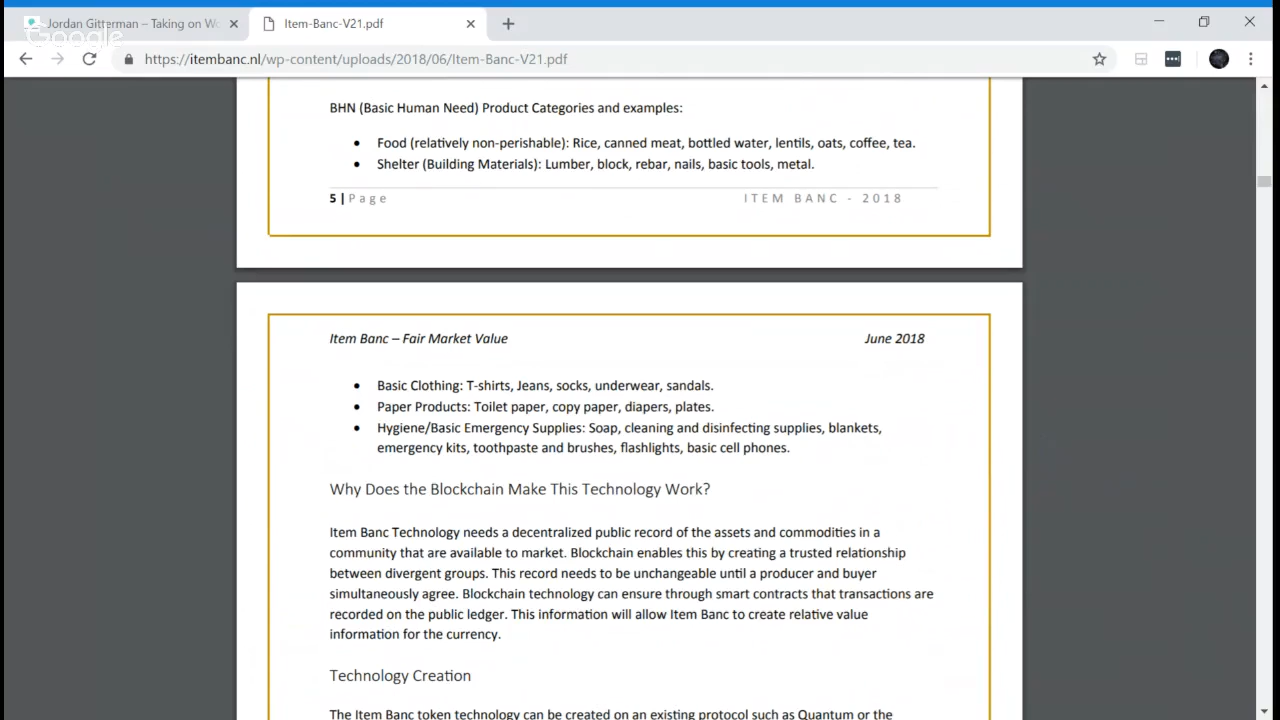 Jordan Gitterman – Taking on Wo
Item-Banc-V21.pdf
Google
https://itembanc.nl/wp-content/uploads/2018/06/Item-Banc-V21.pdf
BHN (Basic Human Need) Product Categories and examples:
• Food (relatively non-perishable): Rice, canned meat, bottled water, lentils, oats, coffee, tea.
• Shelter (Building Materials): Lumber, block, rebar, nails, basic tools, metal.
5 | Page ITEM BANC - 2018
Item Banc – Fair Market Value June 2018
• Basic Clothing: T-shirts, Jeans, socks, underwear, sandals.
• Paper Products: Toilet paper, copy paper, diapers, plates.
• Hygiene/Basic Emergency Supplies: Soap, cleaning and disinfecting supplies, blankets,
emergency kits, toothpaste and brushes, flashlights, basic cell phones.
Why Does the Blockchain Make This Technology Work?
Item Banc Technology needs a decentralized public record of the assets and commodities in a
community that are available to market. Blockchain enables this by creating a trusted relationship
between divergent groups. This record needs to be unchangeable until a producer and buyer
simultaneously agree. Blockchain technology can ensure through smart contracts that transactions are
recorded on the public ledger. This information will allow Item Banc to create relative value
information for the currency.
Technology Creation
The Item Banc token technology can be created on an existing protocol such as Quantum or the